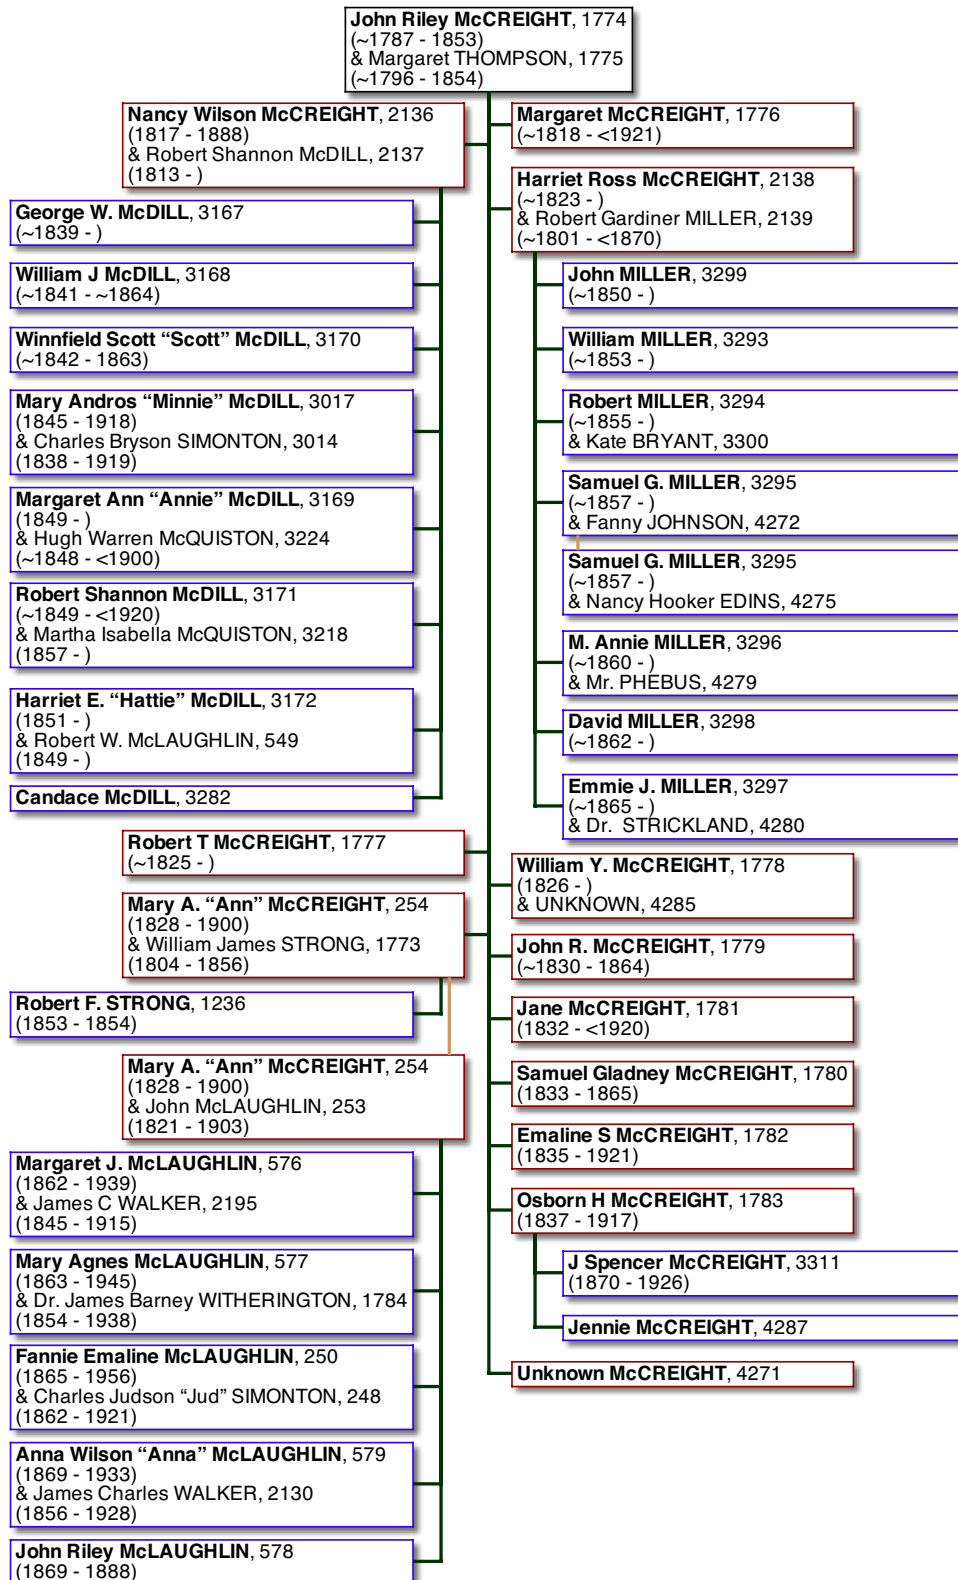 John Riley McCREIGHT, 1774
(~1787 - 1853)
& Margaret THOMPSON, 1775
(~1796 - 1854)
Nancy Wilson McCREIGHT, 2136
(1817 - 1888)
& Robert Shannon McDILL, 2137
(1813 - )
George W. McDILL, 3167
(~1839 - )
William J McDILL, 3168
(~1841 - ~1864)
Winnfield Scott “Scott” McDILL, 3170
(~1842 - 1863)
Mary Andros “Minnie” McDILL, 3017
(1845 - 1918)
& Charles Bryson SIMONTON, 3014
(1838 - 1919)
Margaret Ann “Annie” McDILL, 3169
(1849 - )
& Hugh Warren McQUISTON, 3224
(~1848 - <1900)
Robert Shannon McDILL, 3171
(~1849 - <1920)
& Martha Isabella McQUISTON, 3218
(1857 - )
Harriet E. “Hattie” McDILL, 3172
(1851 - )
& Robert W. McLAUGHLIN, 549
(1849 - )
Candace McDILL, 3282
Margaret McCREIGHT, 1776
(~1818 - <1921)
Harriet Ross McCREIGHT, 2138
(~1823 - )
& Robert Gardiner MILLER, 2139
(~1801 - <1870)
John MILLER, 3299
(~1850 - )
William MILLER, 3293
(~1853 - )
Robert MILLER, 3294
(~1855 - )
& Kate BRYANT, 3300
Samuel G. MILLER, 3295
(~1857 - )
& Fanny JOHNSON, 4272
Samuel G. MILLER, 3295
(~1857 - )
& Nancy Hooker EDINS, 4275
M. Annie MILLER, 3296
(~1860 - )
& Mr. PHEBUS, 4279
David MILLER, 3298
(~1862 - )
Emmie J. MILLER, 3297
(~1865 - )
& Dr.  STRICKLAND, 4280
Robert T McCREIGHT, 1777
(~1825 - )
William Y. McCREIGHT, 1778
(1826 - )
& UNKNOWN, 4285
Mary A. “Ann” McCREIGHT, 254
(1828 - 1900)
& William James STRONG, 1773
(1804 - 1856)
Robert F. STRONG, 1236
(1853 - 1854)
Mary A. “Ann” McCREIGHT, 254
(1828 - 1900)
& John McLAUGHLIN, 253
(1821 - 1903)
Margaret J. McLAUGHLIN, 576
(1862 - 1939)
& James C WALKER, 2195
(1845 - 1915)
Mary Agnes McLAUGHLIN, 577
(1863 - 1945)
& Dr. James Barney WITHERINGTON, 1784
(1854 - 1938)
Fannie Emaline McLAUGHLIN, 250
(1865 - 1956)
& Charles Judson “Jud” SIMONTON, 248
(1862 - 1921)
Anna Wilson “Anna” McLAUGHLIN, 579
(1869 - 1933)
& James Charles WALKER, 2130
(1856 - 1928)
John Riley McLAUGHLIN, 578
(1869 - 1888)
John R. McCREIGHT, 1779
(~1830 - 1864)
Jane McCREIGHT, 1781
(1832 - <1920)
Samuel Gladney McCREIGHT, 1780
(1833 - 1865)
Emaline S McCREIGHT, 1782
(1835 - 1921)
Osborn H McCREIGHT, 1783
(1837 - 1917)
J Spencer McCREIGHT, 3311
(1870 - 1926)
Jennie McCREIGHT, 4287
Unknown McCREIGHT, 4271